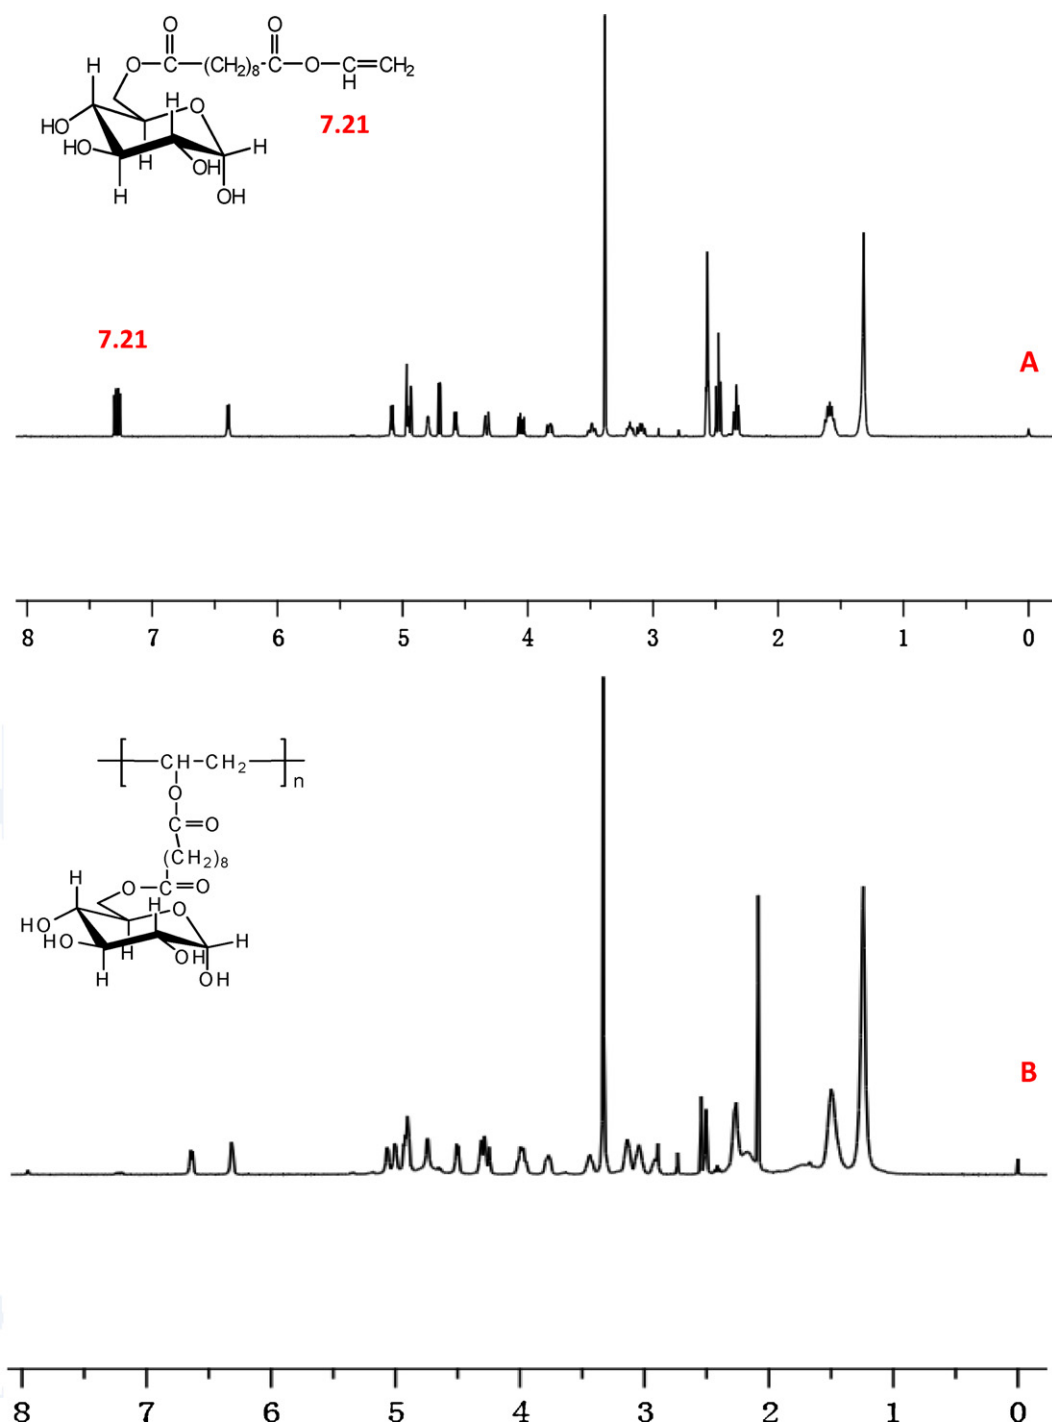 O O
H O—C—(CH2)8-C—O—C=CH2
H
H O
7.21
HO
HO H
H OH
H OH
7.21
A
8 7 6 5 4 3 2 1 0
[CH–CH2]n
O
C=O
(CH2)8
H O—C=O
H O
HO
HO H
H OH
H OH
B
8 7 6 5 4 3 2 1 0